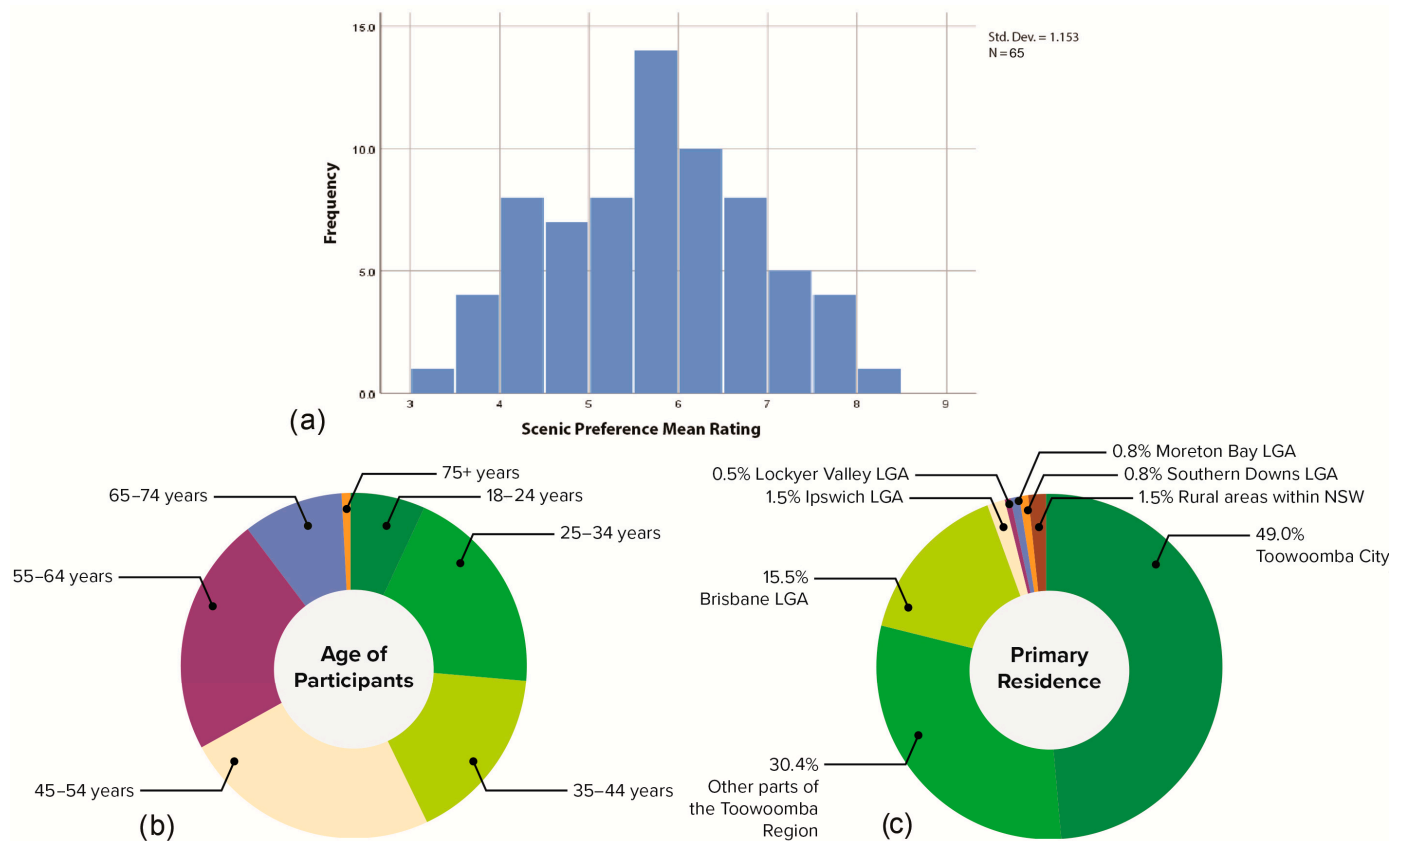 15.0
10.0
5.0
0.0
Frequency
3 4 5 6 7 8 9
Scenic Preference Mean Rating
Std. Dev. = 1.153
N = 65
(a)
75+ years
65–74 years
18–24 years
25–34 years
55–64 years
Age of
Participants
45–54 years
35–44 years
(b)
0.8% Moreton Bay LGA
0.5% Lockyer Valley LGA
0.8% Southern Downs LGA
1.5% Ipswich LGA
1.5% Rural areas within NSW
49.0%
Toowoomba City
15.5%
Brisbane LGA
Primary
Residence
30.4%
Other parts of
the Toowoomba
Region
(c)